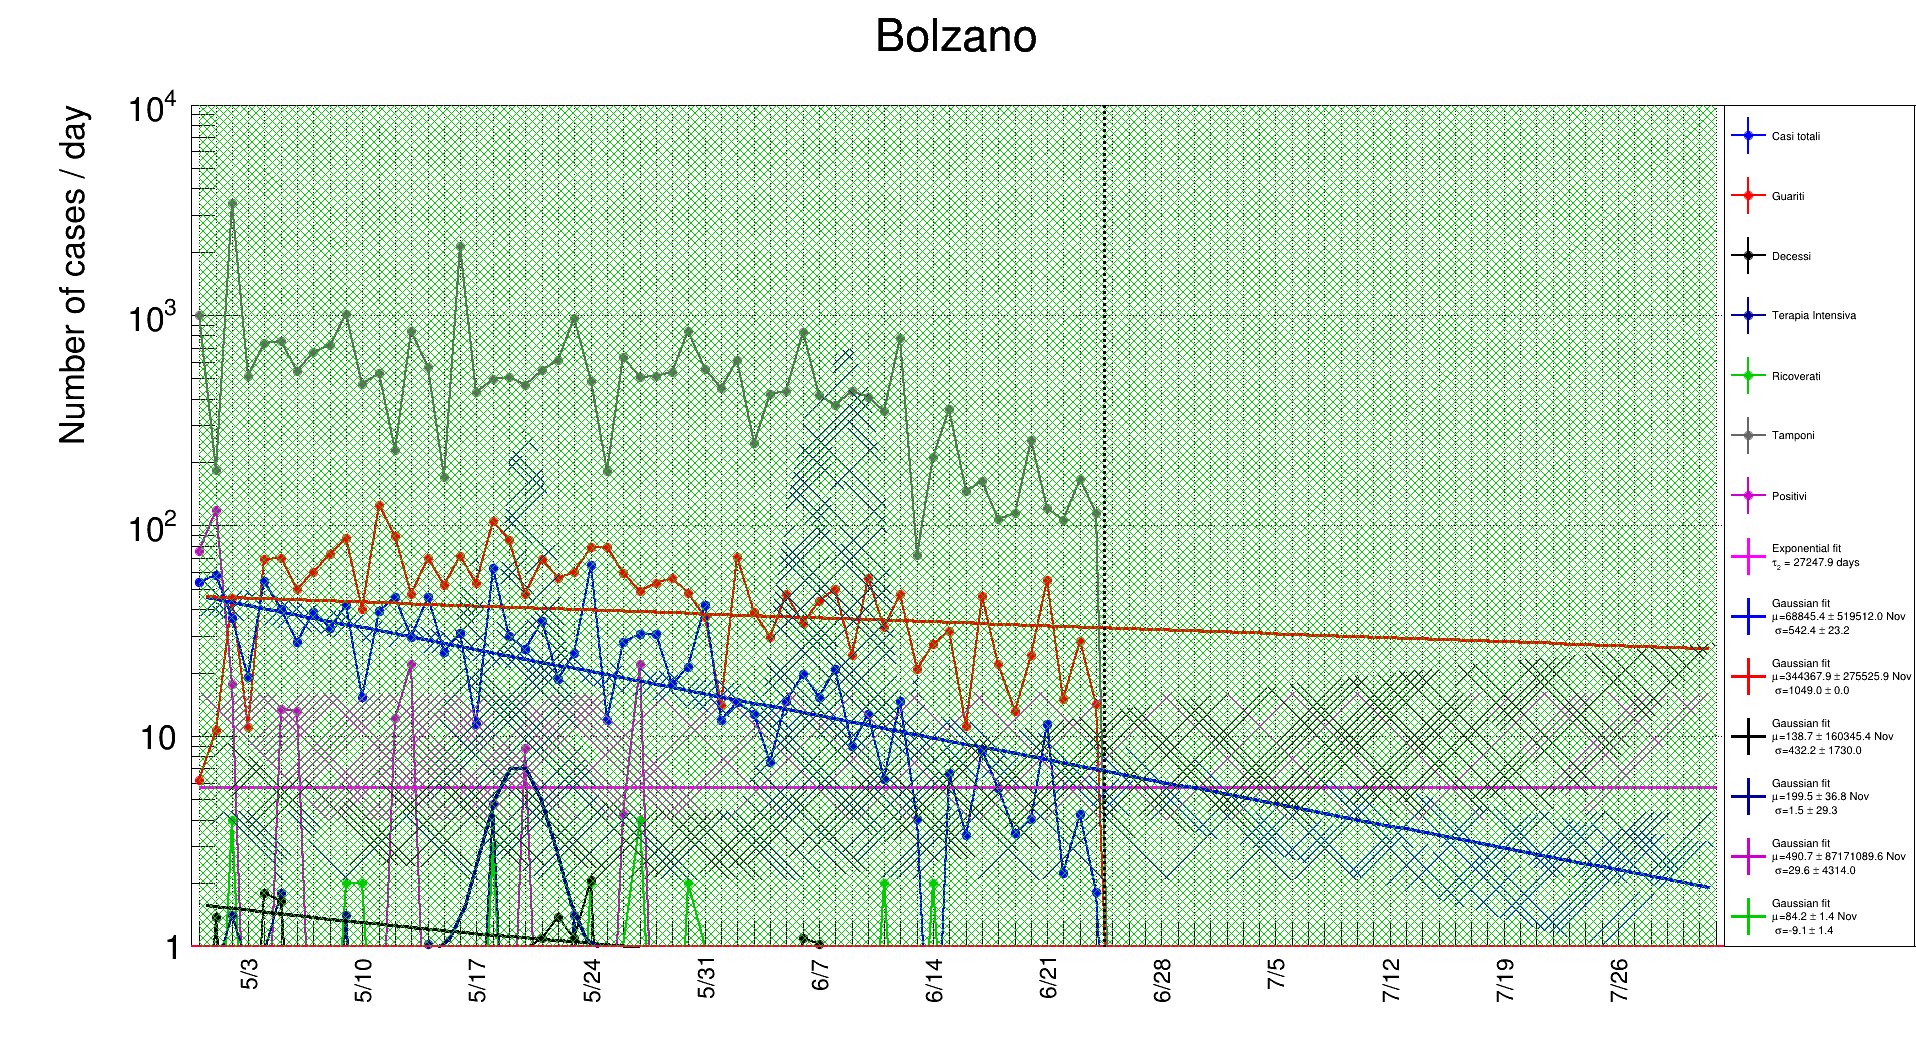 Bolzano
Number of cases / day
10^4
10^3
10^2
10
1
5/3
5/10
5/17
5/24
5/31
6/7
6/14
6/21
6/28
7/5
7/12
7/19
7/26
Casi totali
Guariti
Decessi
Terapia Intensiva
Ricoverati
Tamponi
Positivi
Exponential fit
τ₂ = 27247.9 days
Gaussian fit
μ=68845.4 ± 519512.0 Nov
σ=542.4 ± 23.2
Gaussian fit
μ=344367.9 ± 275525.9 Nov
σ=1049.0 ± 0.0
Gaussian fit
μ=138.7 ± 160345.4 Nov
σ=432.2 ± 1730.0
Gaussian fit
μ=199.5 ± 36.8 Nov
σ=1.5 ± 29.3
Gaussian fit
μ=490.7 ± 87171089.6 Nov
σ=29.6 ± 4314.0
Gaussian fit
μ=84.2 ± 1.4 Nov
σ=-9.1 ± 1.4